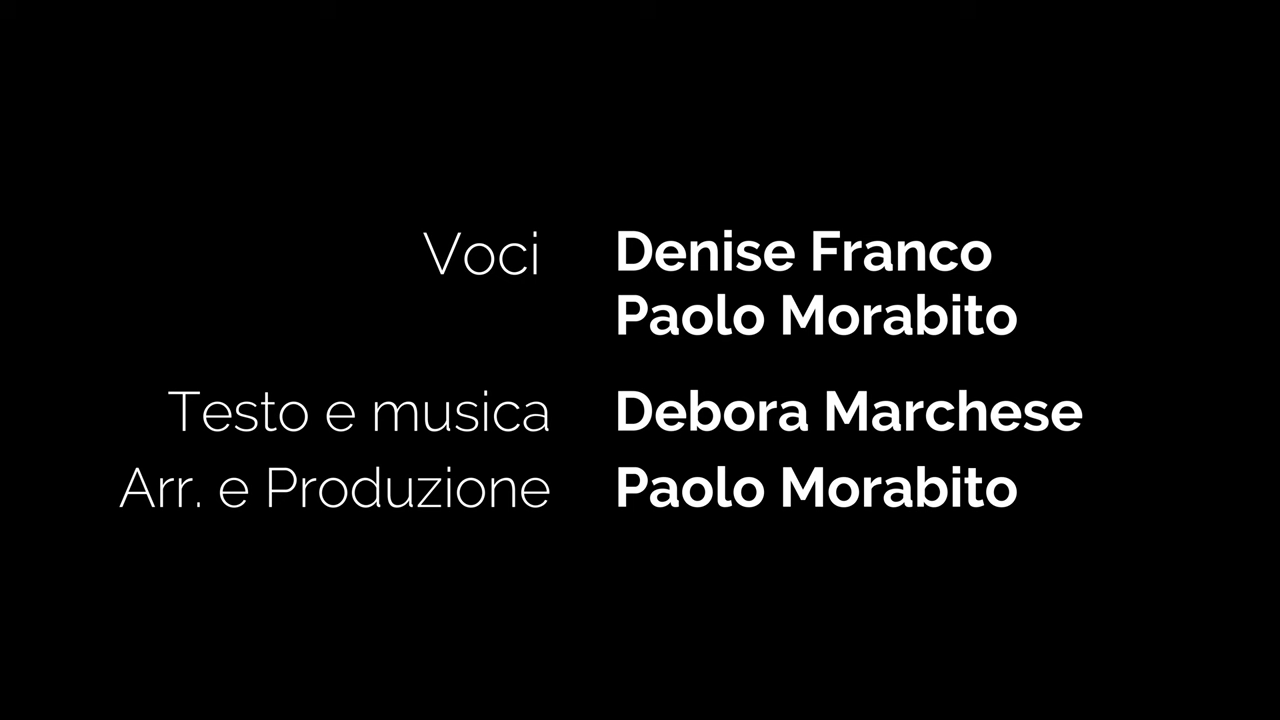 Voci Denise Franco
Paolo Morabito
Testo e musica Debora Marchese
Arr. e Produzione Paolo Morabito